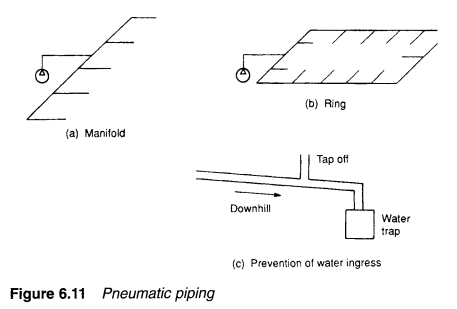 (a) Manifold
(b) Ring
Tap off
Downhill
Water
trap
(c) Prevention of water ingress
Figure 6.11 Pneumatic piping